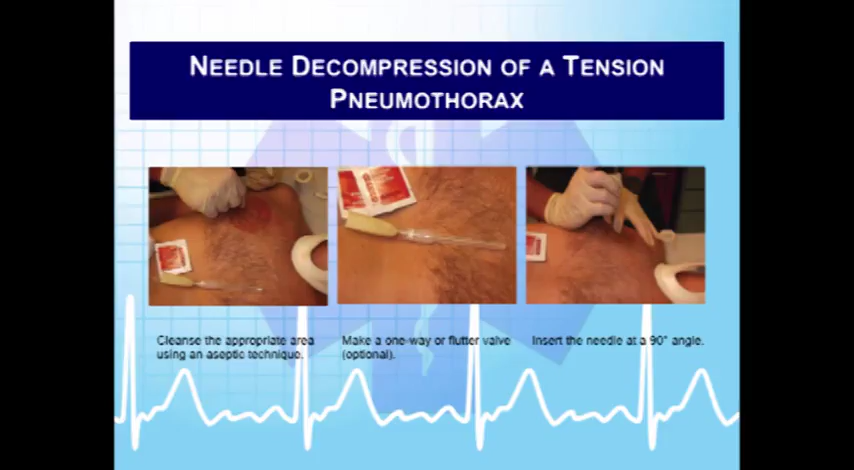 NEEDLE DECOMPRESSION OF A TENSION
PNEUMOTHORAX
Cleanse the appropriate area
using an aseptic technique.
Make a one-way or flutter valve
(optional).
Insert the needle at a 90° angle.